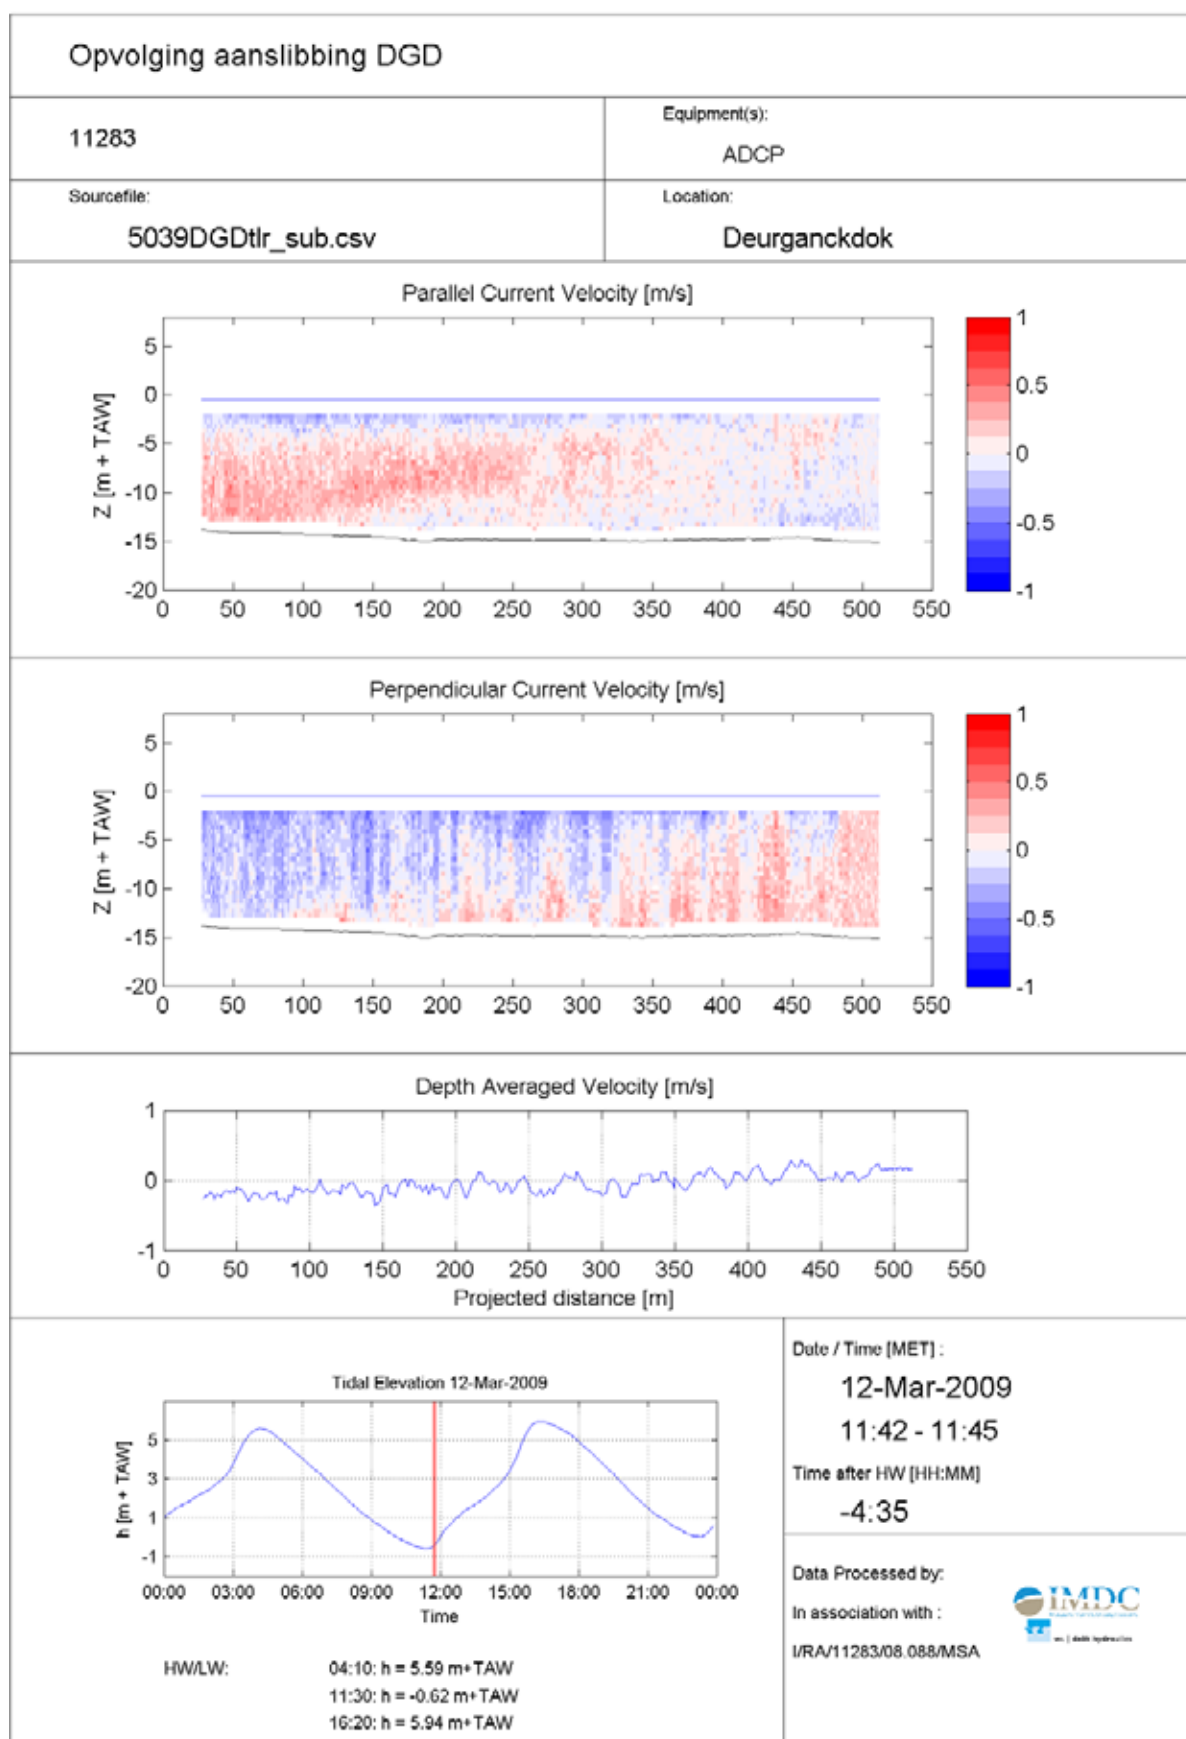 Opvolging aanslibbing DGD
11283
Equipment(s):
ADCP
Sourcefile:
5039DGDtlr_sub.csv
Location:
Deurganckdok
Parallel Current Velocity [m/s]
5
0
-5
-10
-15
-20
Z [m + TAW]
0 50 100 150 200 250 300 350 400 450 500 550
1
0.5
0
-0.5
-1
Perpendicular Current Velocity [m/s]
5
0
-5
-10
-15
-20
Z [m + TAW]
0 50 100 150 200 250 300 350 400 450 500 550
1
0.5
0
-0.5
-1
Depth Averaged Velocity [m/s]
1
0
-1
0 50 100 150 200 250 300 350 400 450 500 550
Projected distance [m]
Tidal Elevation 12-Mar-2009
5
3
1
-1
h [m + TAW]
00:00 03:00 06:00 09:00 12:00 15:00 18:00 21:00 00:00
Time
HW/LW:
04:10: h = 5.59 m+TAW
11:30: h = -0.62 m+TAW
16:20: h = 5.94 m+TAW
Date / Time [MET] :
12-Mar-2009
11:42 - 11:45
Time after HW [HH:MM]
-4:35
Data Processed by:
In association with :
I/RA/11283/08.088/MSA
IMDC
wl | delft hydraulics